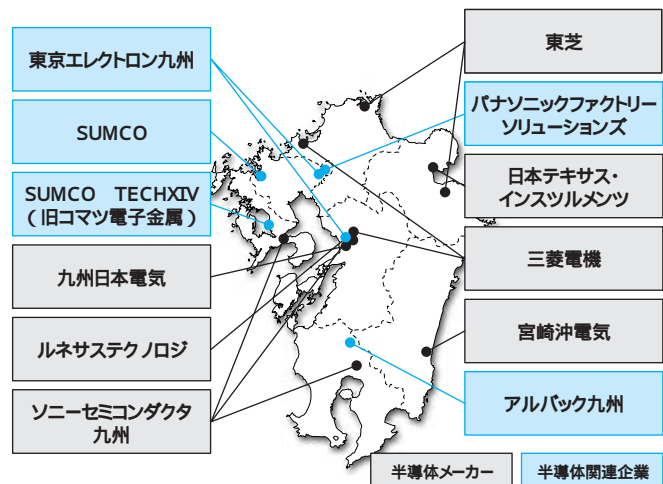 東京エレクトロン九州
SUMCO
SUMCO TECHXIV
(旧コマツ電子金属)
九州日本電気
ルネサステクノロジ
ソニーセミコンダクタ
九州
東芝
パナソニックファクトリー
ソリューションズ
日本テキサス・
インスツルメンツ
三菱電機
宮崎沖電気
アルバック九州
半導体メーカー
半導体関連企業